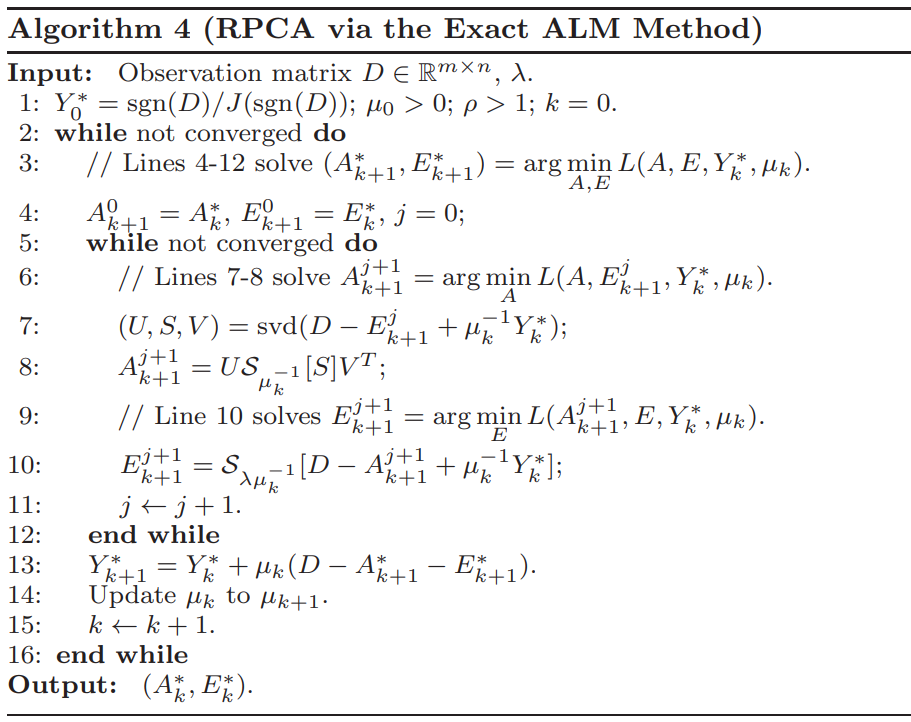 Algorithm 4 (RPCA via the Exact ALM Method)
Input: Observation matrix $D \in \mathbb{R}^{m \times n}$, $\lambda$.
1: $Y_0^* = \mathrm{sgn}(D)/J(\mathrm{sgn}(D))$; $\mu_0 > 0$; $\rho > 1$; $k = 0$.
2: while not converged do
3: // Lines 4-12 solve $(A_{k+1}^*, E_{k+1}^*) = \arg\min_{A,E} L(A, E, Y_k^*, \mu_k)$.
4: $A_{k+1}^0 = A_k^*$, $E_{k+1}^0 = E_k^*$, $j = 0$;
5: while not converged do
6: // Lines 7-8 solve $A_{k+1}^{j+1} = \arg\min_{A} L(A, E_{k+1}^j, Y_k^*, \mu_k)$.
7: $(U, S, V) = \mathrm{svd}(D - E_{k+1}^j + \mu_k^{-1} Y_k^*)$;
8: $A_{k+1}^{j+1} = U \mathcal{S}_{\mu_k^{-1}}[S] V^T$;
9: // Line 10 solves $E_{k+1}^{j+1} = \arg\min_{E} L(A_{k+1}^{j+1}, E, Y_k^*, \mu_k)$.
10: $E_{k+1}^{j+1} = \mathcal{S}_{\lambda\mu_k^{-1}}[D - A_{k+1}^{j+1} + \mu_k^{-1} Y_k^*]$;
11: $j \leftarrow j + 1$.
12: end while
13: $Y_{k+1}^* = Y_k^* + \mu_k(D - A_{k+1}^* - E_{k+1}^*)$.
14: Update $\mu_k$ to $\mu_{k+1}$.
15: $k \leftarrow k + 1$.
16: end while
Output: $(A_k^*, E_k^*)$.